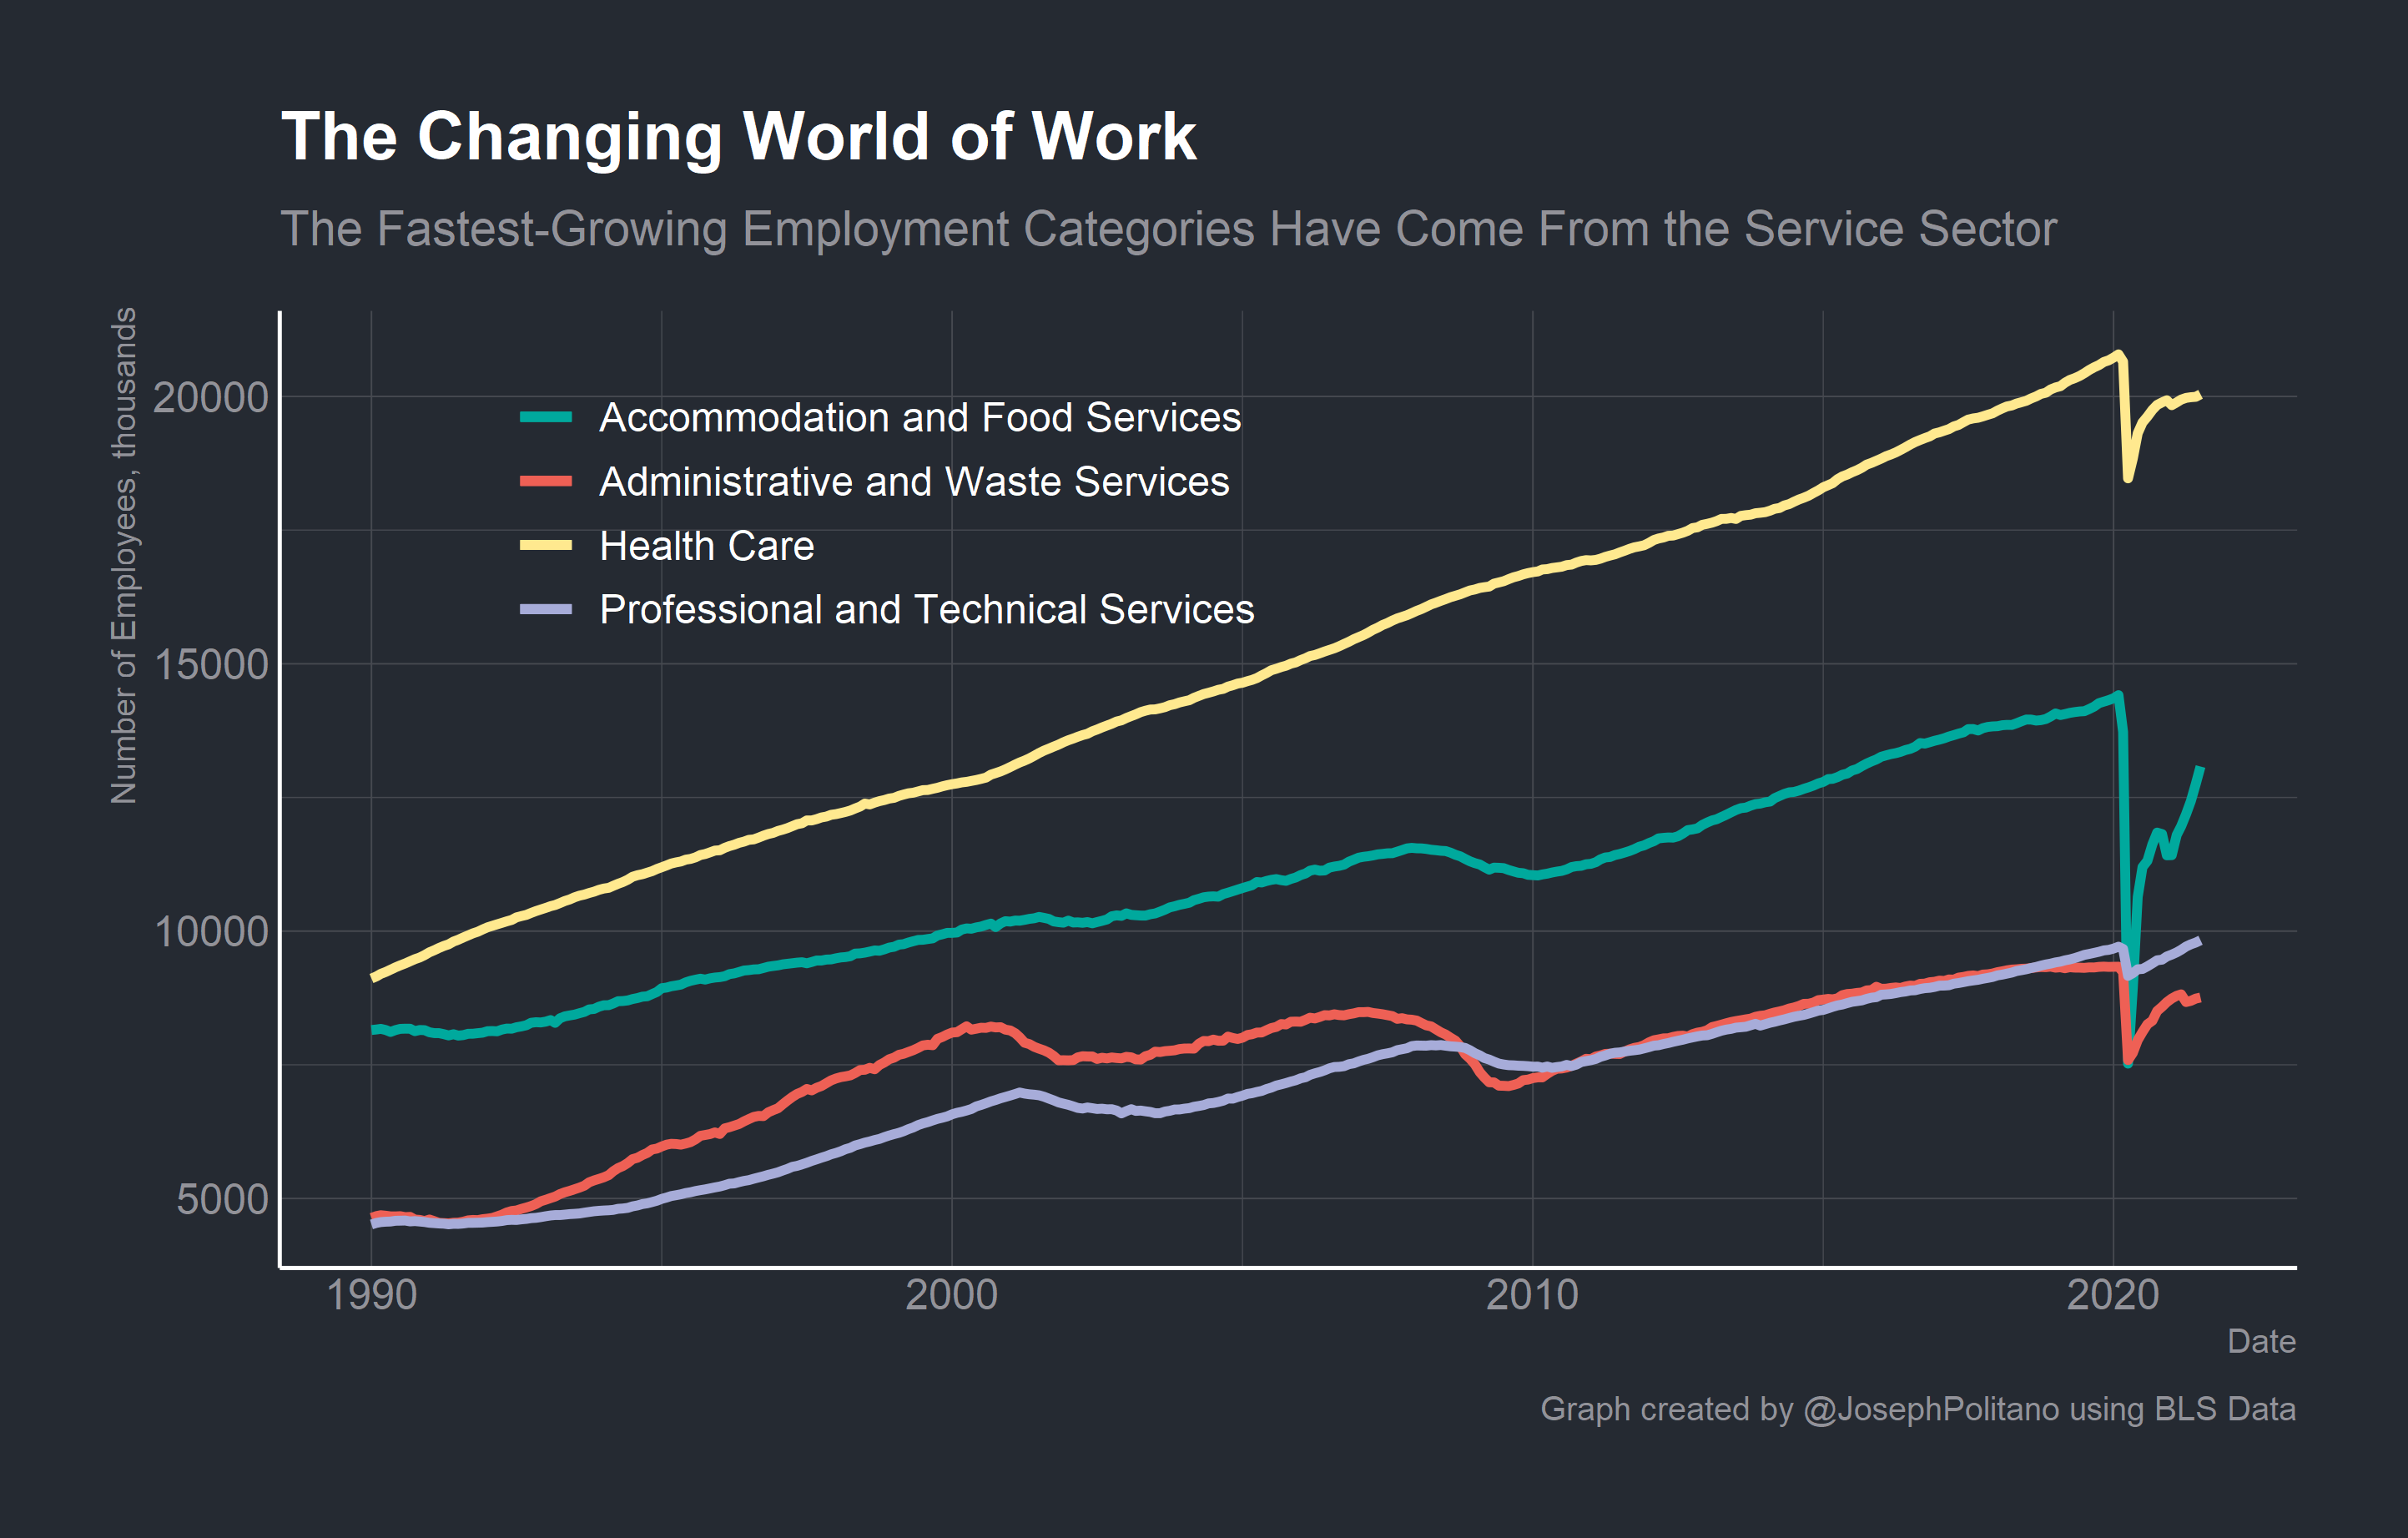 The Changing World of Work
The Fastest-Growing Employment Categories Have Come From the Service Sector
Number of Employees, thousands
20000
15000
10000
5000
Accommodation and Food Services
Administrative and Waste Services
Health Care
Professional and Technical Services
1990 2000 2010 2020
Date
Graph created by @JosephPolitano using BLS Data